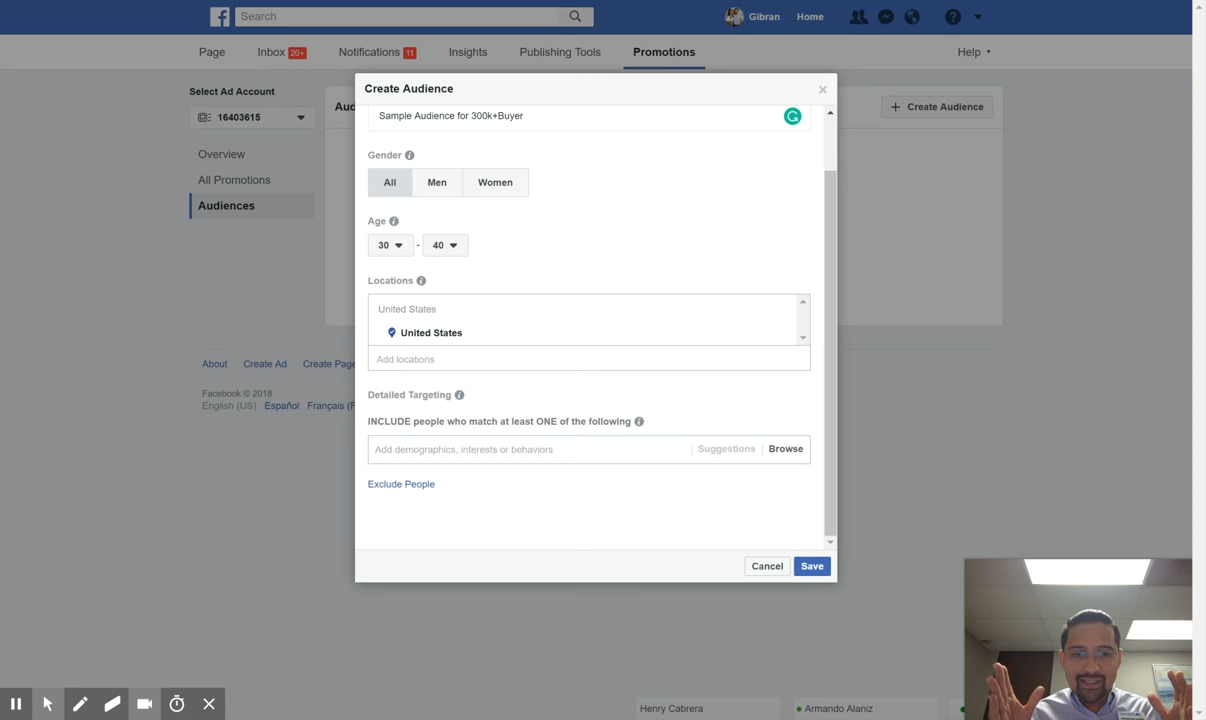 Search
Gibran
Home
Page
Inbox 20+
Notifications 11
Insights
Publishing Tools
Promotions
Help
Select Ad Account
16403615
Overview
All Promotions
Audiences
Aud
+ Create Audience
Create Audience
Sample Audience for 300k+Buyer
Gender
All
Men
Women
Age
30 - 40
Locations
United States
United States
Add locations
Detailed Targeting
INCLUDE people who match at least ONE of the following
Add demographics, interests or behaviors
Suggestions
Browse
Exclude People
Cancel
Save
About
Create Ad
Create Page
Facebook © 2018
English (US)
Español
Français (F
Henry Cabrera
Armando Alaniz